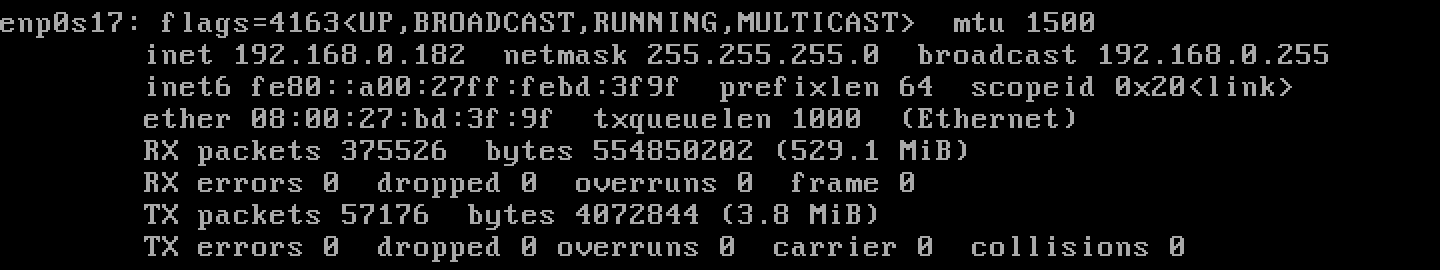 enp0s17: flags=4163<UP,BROADCAST,RUNNING,MULTICAST>  mtu 1500
        inet 192.168.0.182  netmask 255.255.255.0  broadcast 192.168.0.255
        inet6 fe80::a00:27ff:febd:3f9f  prefixlen 64  scopeid 0x20<link>
        ether 08:00:27:bd:3f:9f  txqueuelen 1000  (Ethernet)
        RX packets 375526  bytes 554850202 (529.1 MiB)
        RX errors 0  dropped 0  overruns 0  frame 0
        TX packets 57176  bytes 4072844 (3.8 MiB)
        TX errors 0  dropped 0 overruns 0  carrier 0  collisions 0